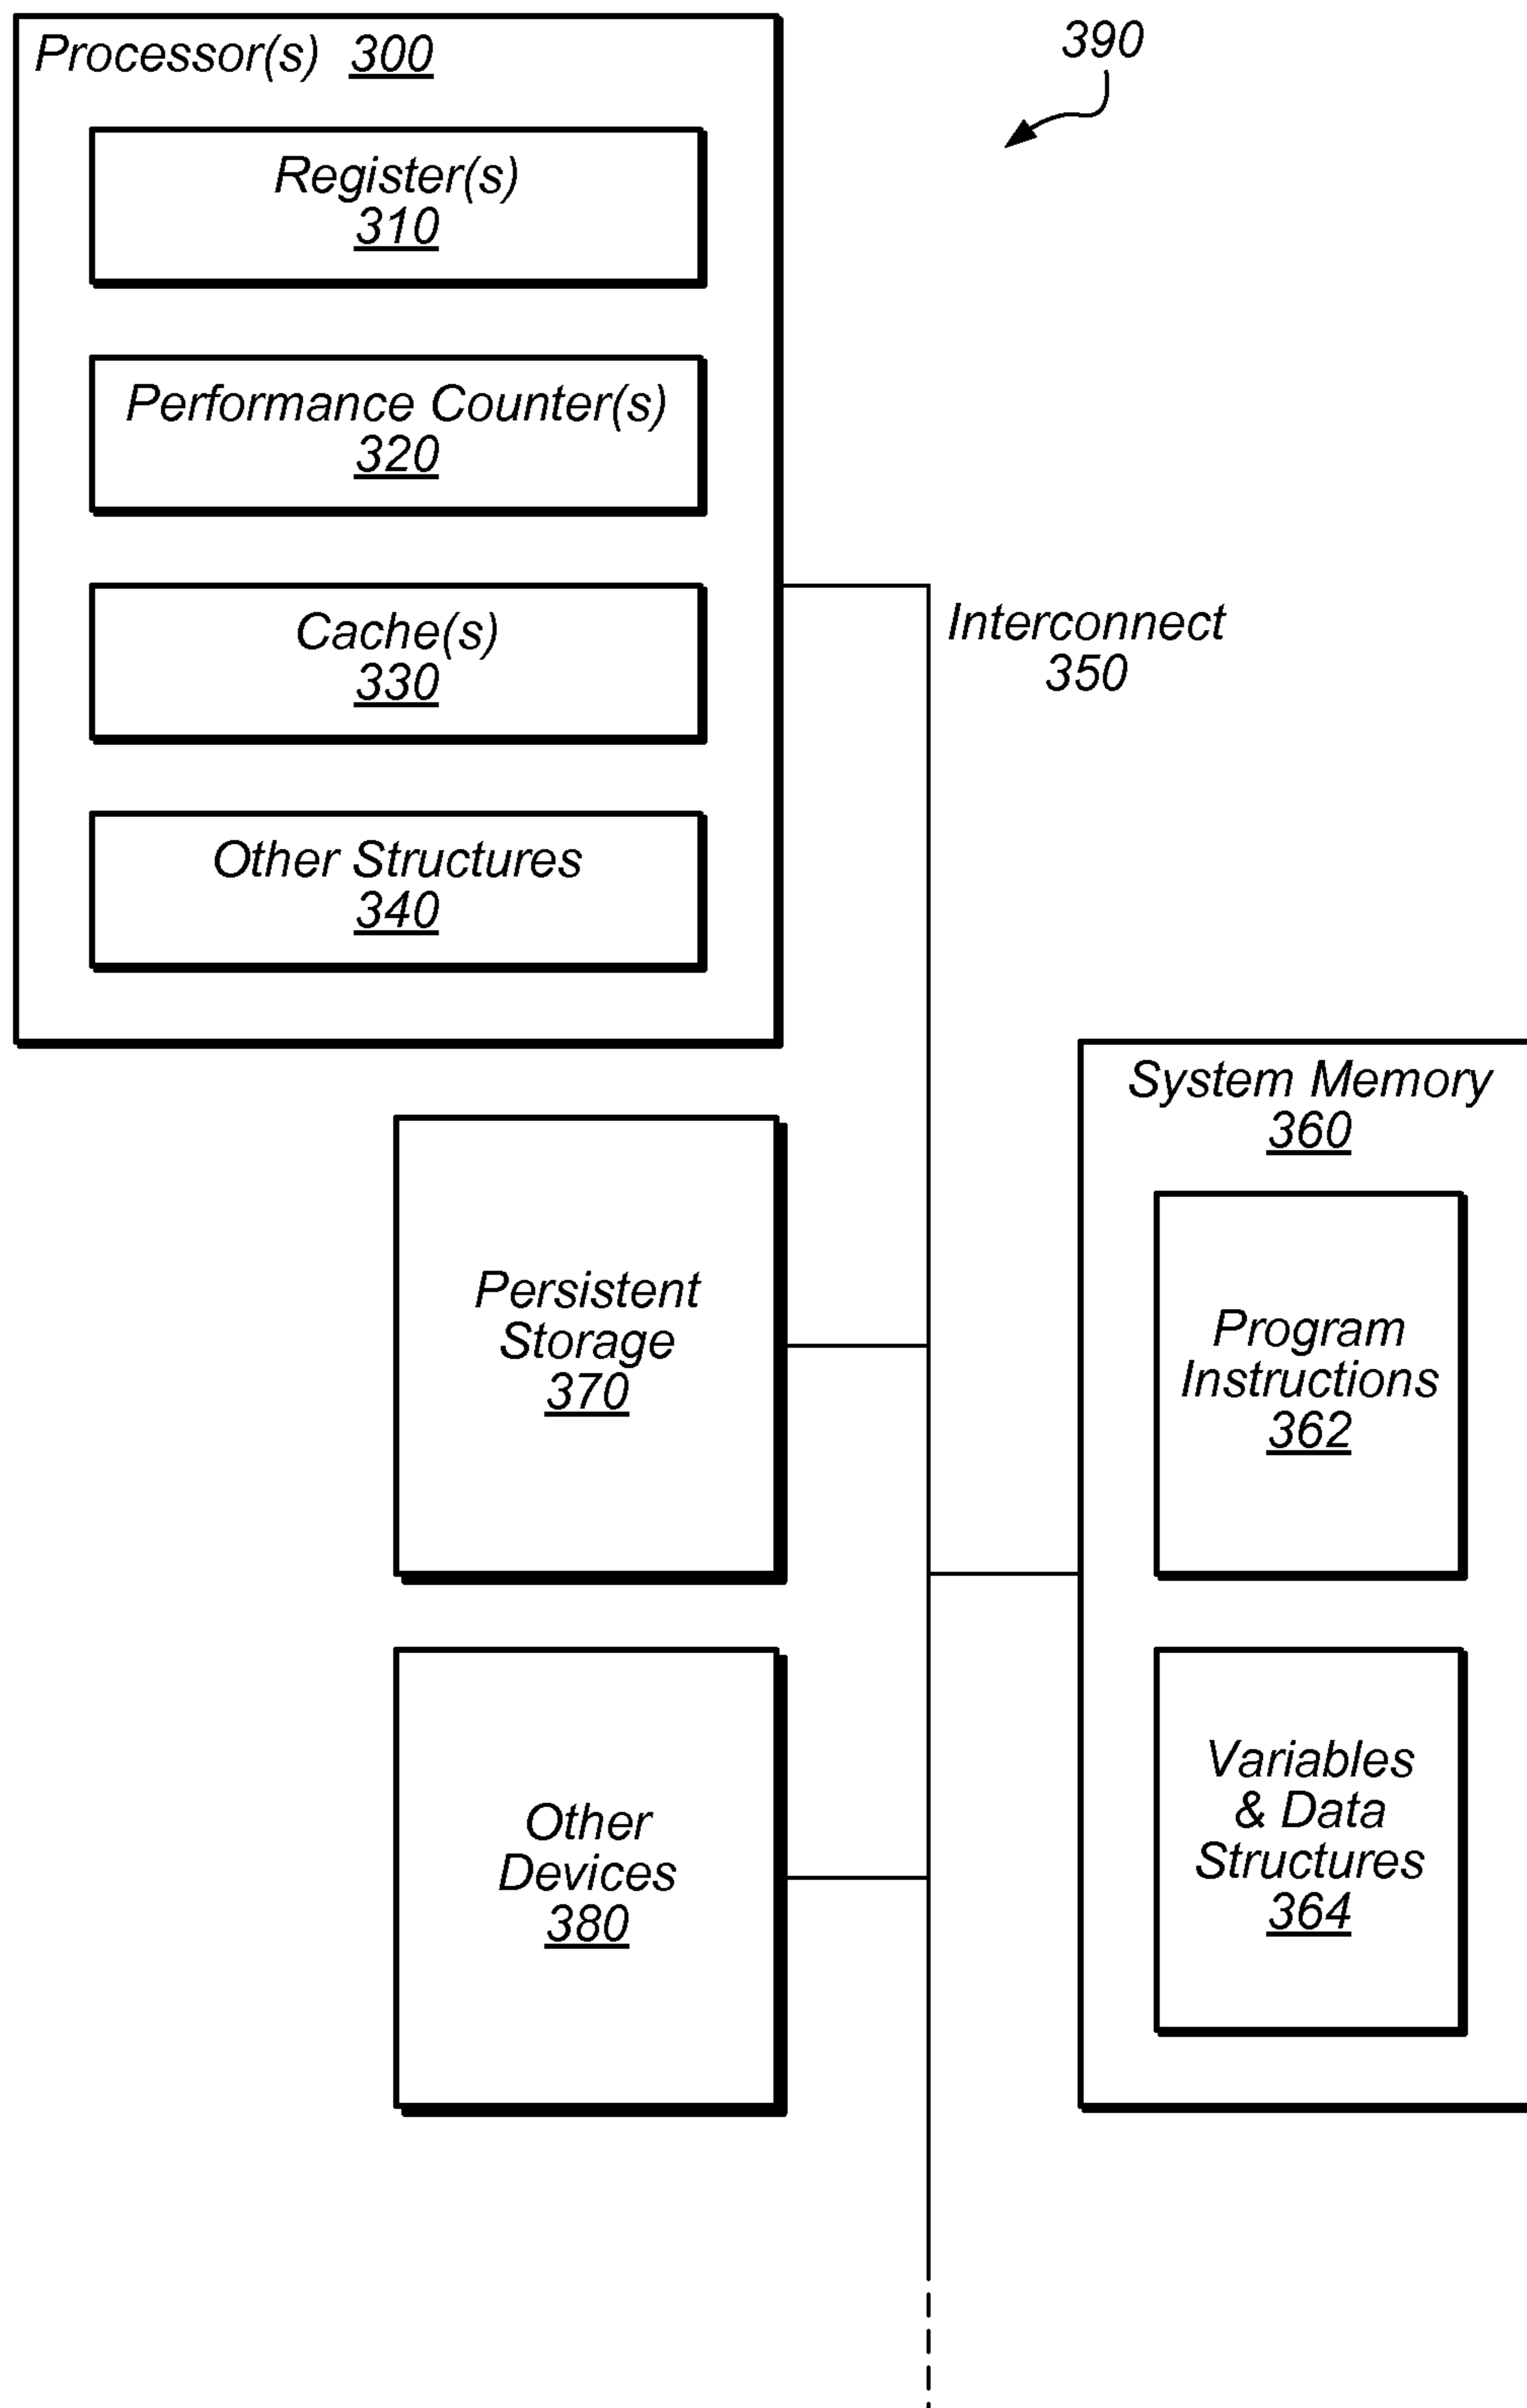 Processor(s) 300
390
Register(s)
310
Performance Counter(s)
320
Cache(s)
330
Interconnect
350
Other Structures
340
System Memory
360
Persistent
Storage
370
Program
Instructions
362
Other
Devices
380
Variables
& Data
Structures
364